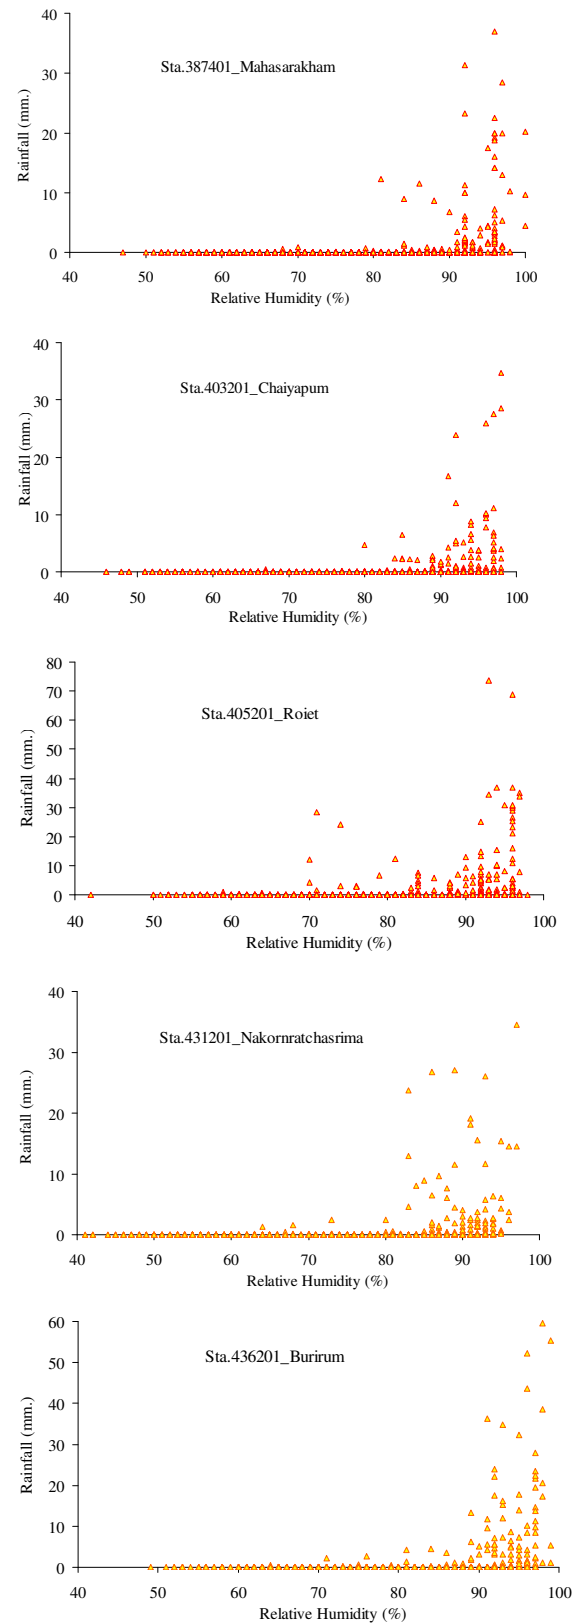 40
Sta.387401_Mahasarakham
30
20
10
0
Rainfall (mm.)
40 50 60 70 80 90 100
Relative Humidity (%)
40
Sta.403201_Chaiyapum
30
20
10
0
Rainfall (mm.)
40 50 60 70 80 90 100
Relative Humidity (%)
80
70
Sta.405201_Roiet
60
50
40
30
20
10
0
Rainfall (mm.)
40 50 60 70 80 90 100
Relative Humidity (%)
40
Sta.431201_Nakornratchasrima
30
20
10
0
Rainfall (mm.)
40 50 60 70 80 90 100
Relative Humidity (%)
60
Sta.436201_Burirum
50
40
30
20
10
0
Rainfall (mm.)
40 50 60 70 80 90 100
Relative Humidity (%)